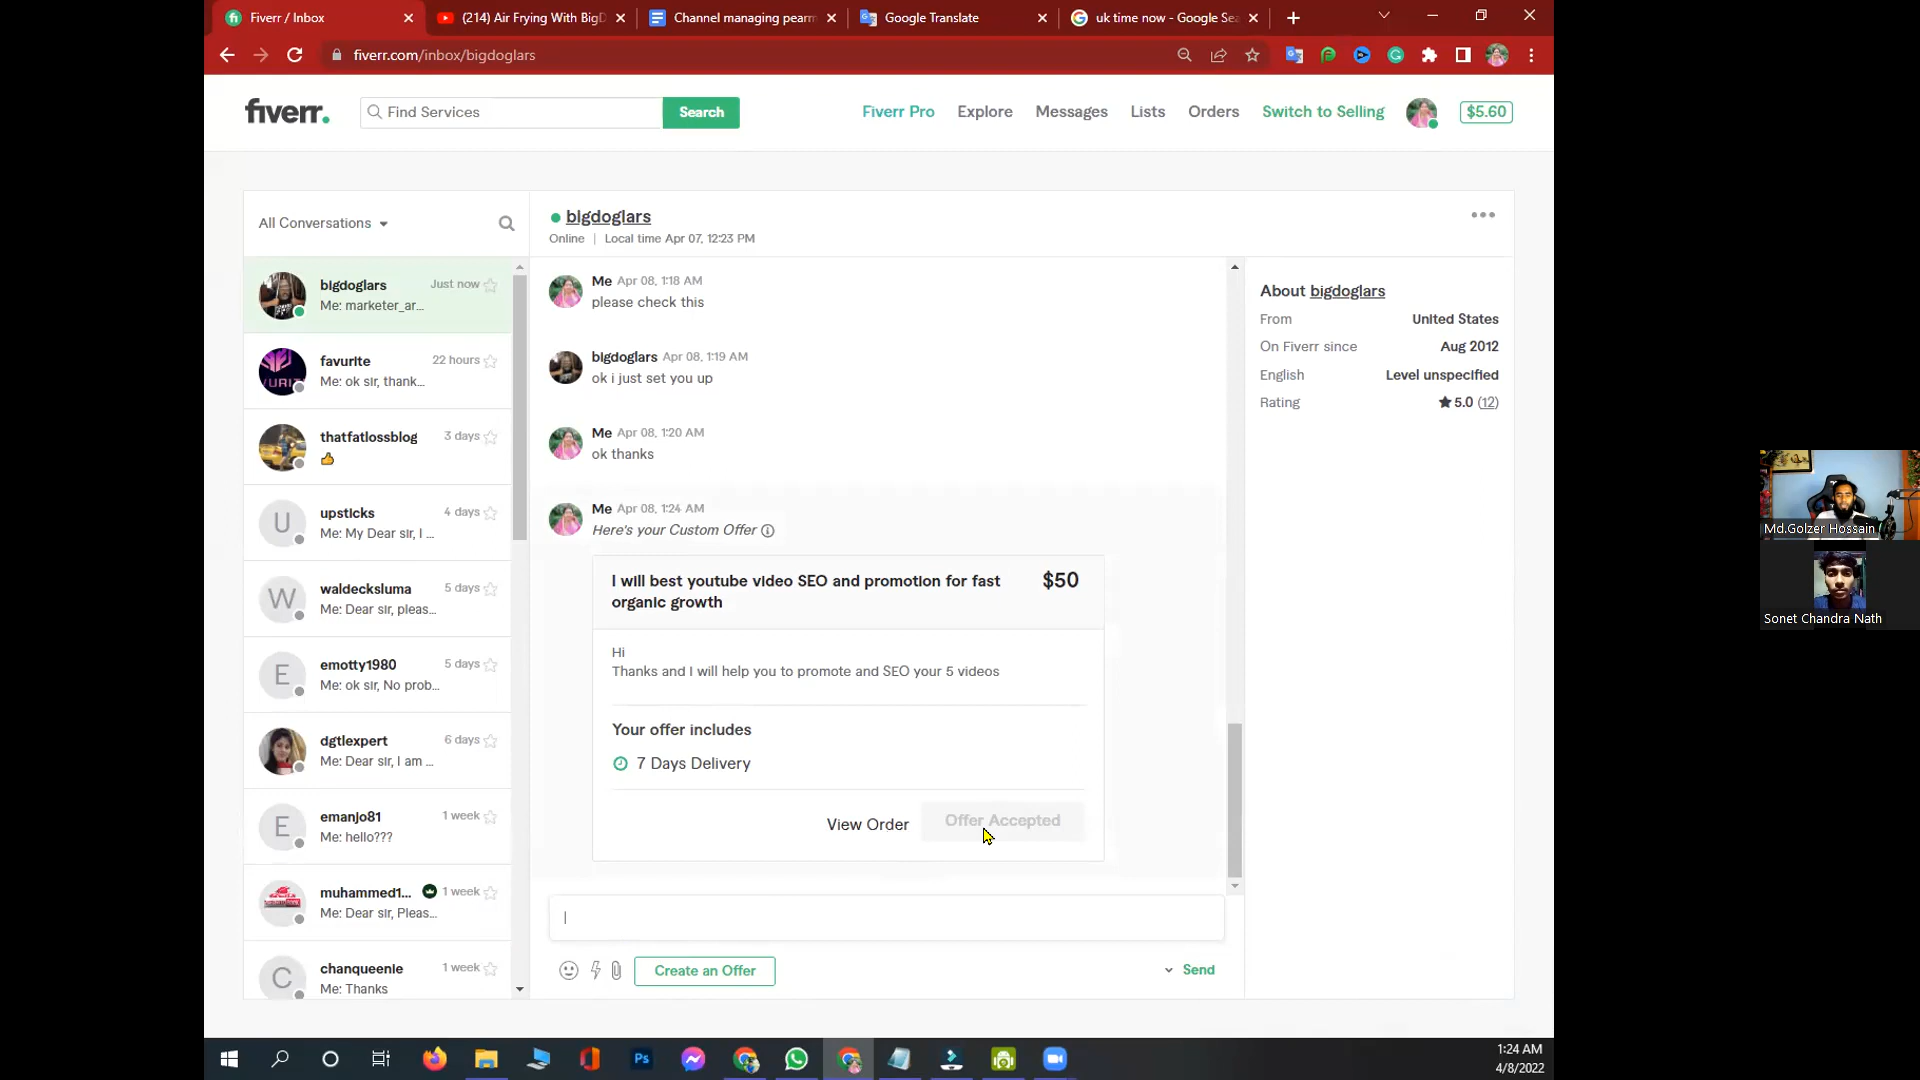 Fiverr / Inbox
(214) Air Frying With BigD
Channel managing pearm
Google Translate
uk time now - Google Sea
fiverr.com/inbox/bigdoglars
fiverr.
Find Services
Search
Fiverr Pro
Explore
Messages
Lists
Orders
Switch to Selling
$5.60
All Conversations
bigdoglars
Just now
Me: marketer_ar...
favurite
22 hours
Me: ok sir, thank...
thatfatlossblog
3 days
upsticks
4 days
Me: My Dear sir, I ...
waldecksluma
5 days
Me: Dear sir, pleas...
emotty1980
5 days
Me: ok sir, No prob...
dgtlexpert
6 days
Me: Dear sir, I am ...
emanjo81
1 week
Me: hello???
muhammed1...
1 week
Me: Dear sir, Pleas...
chanqueenie
1 week
Me: Thanks
bigdoglars
Online | Local time Apr 07, 12:23 PM
Me Apr 08, 1:18 AM
please check this
bigdoglars Apr 08, 1:19 AM
ok i just set you up
Me Apr 08, 1:20 AM
ok thanks
Me Apr 08, 1:24 AM
Here's your Custom Offer
I will best youtube video SEO and promotion for fast
organic growth
$50
Hi
Thanks and I will help you to promote and SEO your 5 videos
Your offer includes
7 Days Delivery
View Order
Offer Accepted
Create an Offer
Send
About bigdoglars
From United States
On Fiverr since Aug 2012
English Level unspecified
Rating 5.0 (12)
Md.Golzer Hossain
Sonet Chandra Nath
U
W
E
E
C
Ps
1:24 AM
4/8/2022